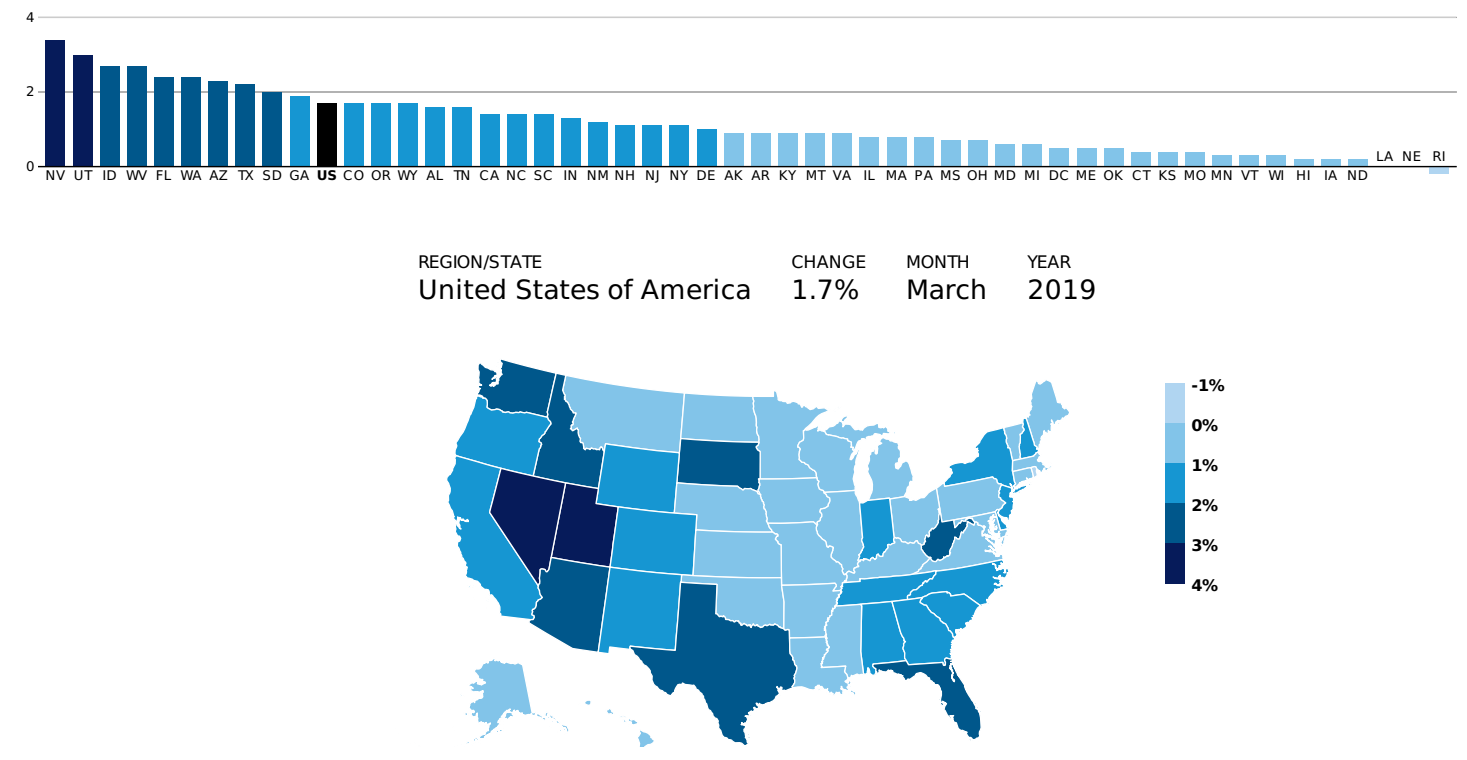 4
2
0
LA NE RI
NV UT ID WV FL WA AZ TX SD GA US CO OR WY AL TN CA NC SC IN NM NH NJ NY DE AK AR KY MT VA IL MA PA MS OH MD MI DC ME OK CT KS MO MN VT WI HI IA ND
REGION/STATE CHANGE MONTH YEAR
United States of America 1.7% March 2019
-1%
0%
1%
2%
3%
4%